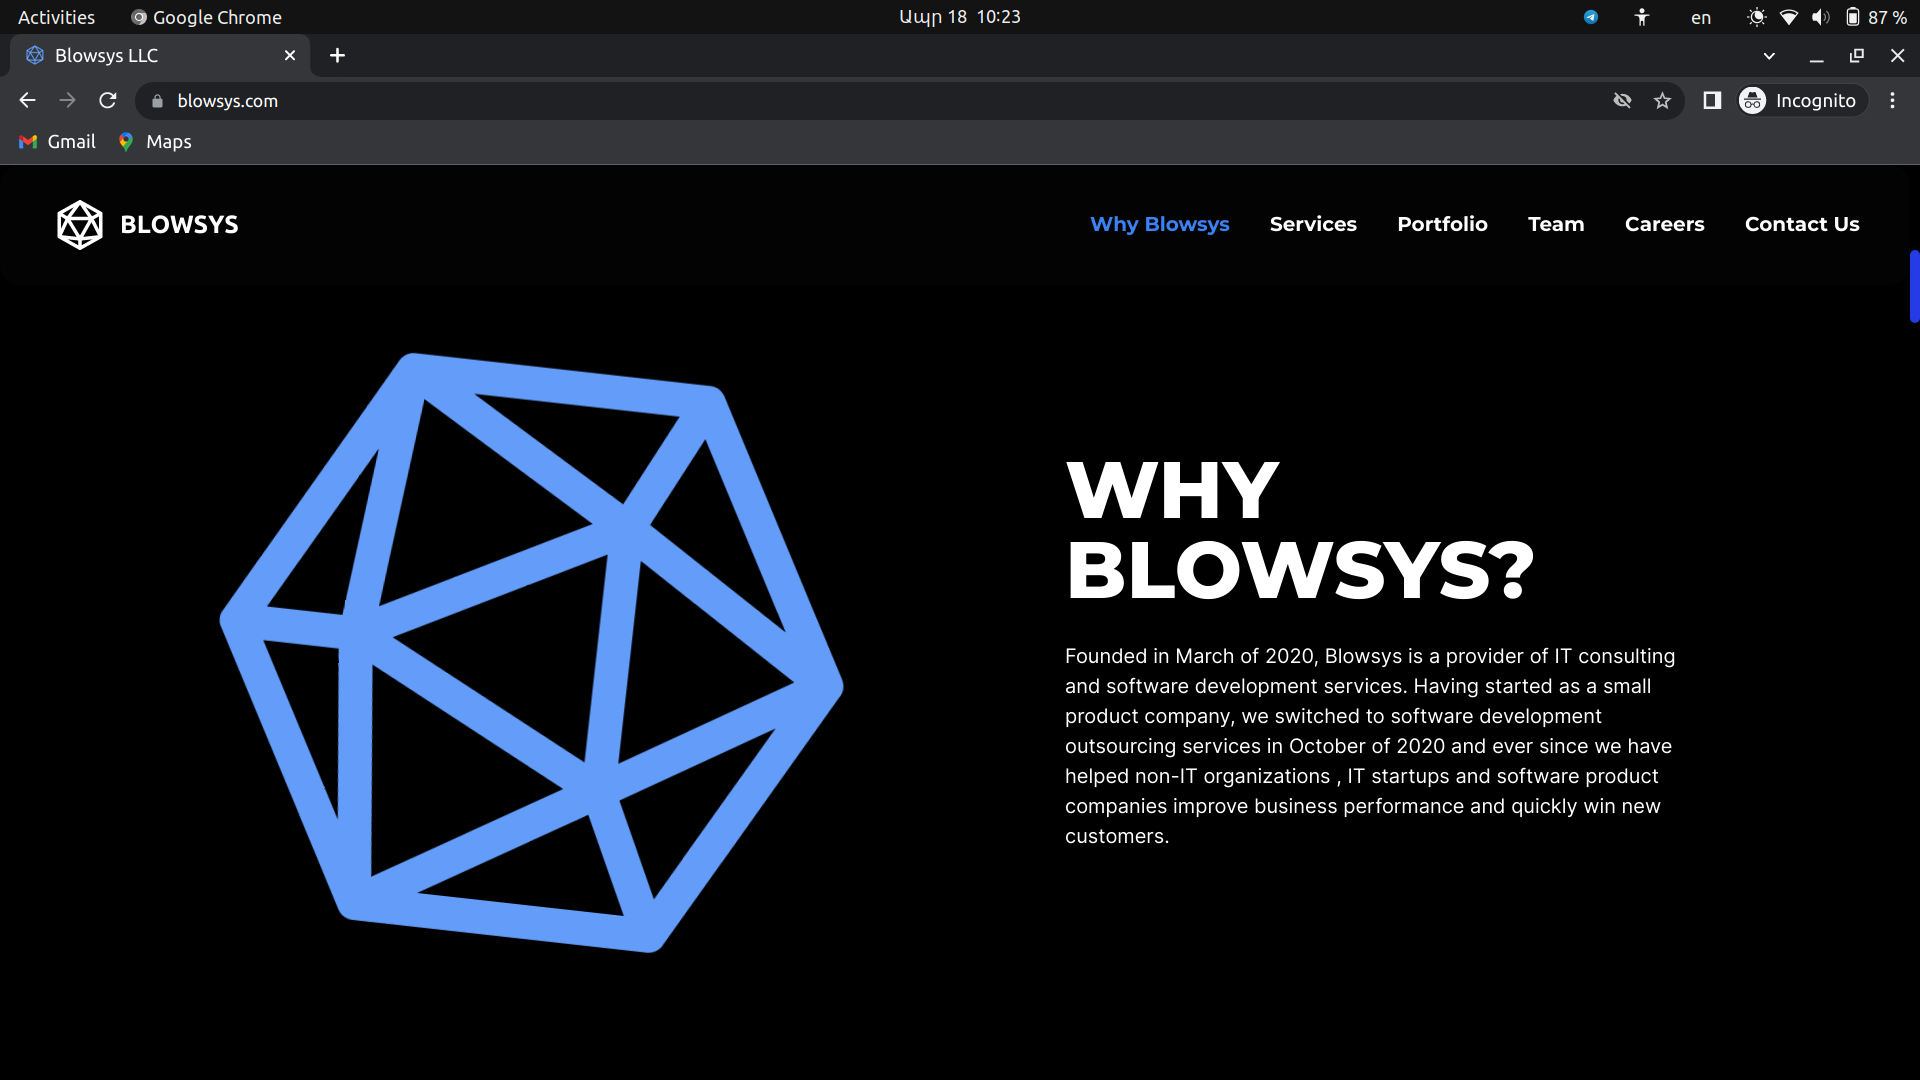 Activities
Google Chrome
Ապր 18 10:23
en
87 %
Blowsys LLC
blowsys.com
Incognito
Gmail
Maps
BLOWSYS
Why Blowsys
Services
Portfolio
Team
Careers
Contact Us
WHY
BLOWSYS?
Founded in March of 2020, Blowsys is a provider of IT consulting
and software development services. Having started as a small
product company, we switched to software development
outsourcing services in October of 2020 and ever since we have
helped non-IT organizations , IT startups and software product
companies improve business performance and quickly win new
customers.